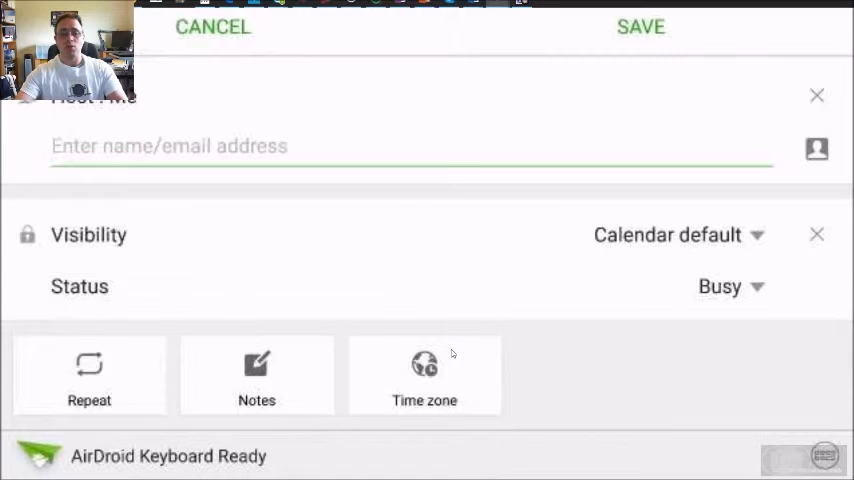 CANCEL SAVE
Enter name/email address
Visibility Calendar default
Status Busy
Repeat Notes Time zone
AirDroid Keyboard Ready